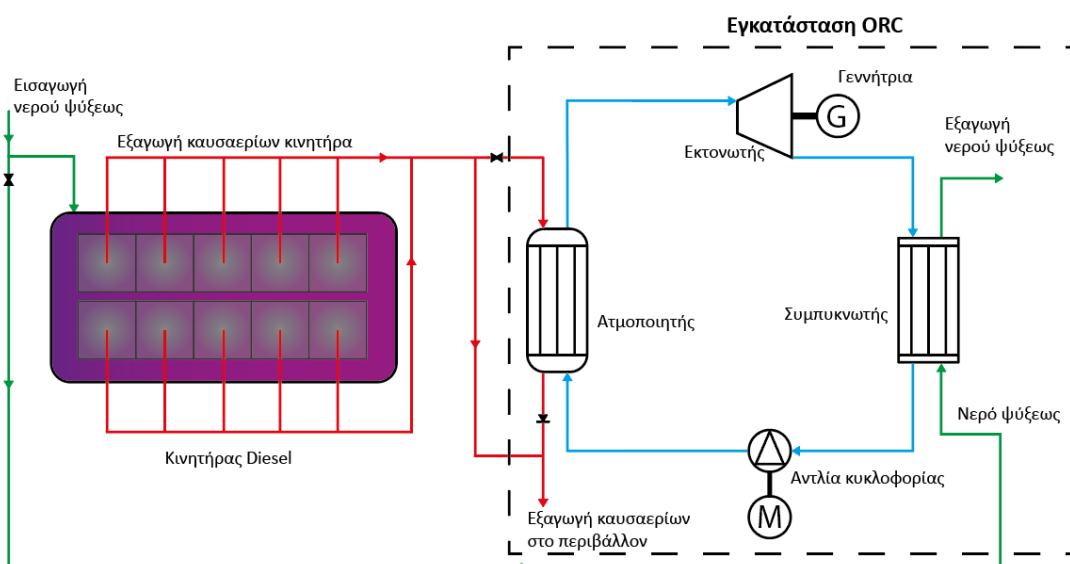 Εγκατάσταση ORC
Εισαγωγή
νερού ψύξεως
Εξαγωγή καυσαερίων κινητήρα
Γεννήτρια
G
Εκτονωτής
Εξαγωγή
νερού ψύξεως
Ατμοποιητής
Συμπυκνωτής
Νερό ψύξεως
Κινητήρας Diesel
Αντλία κυκλοφορίας
M
Εξαγωγή καυσαερίων
στο περιβάλλον